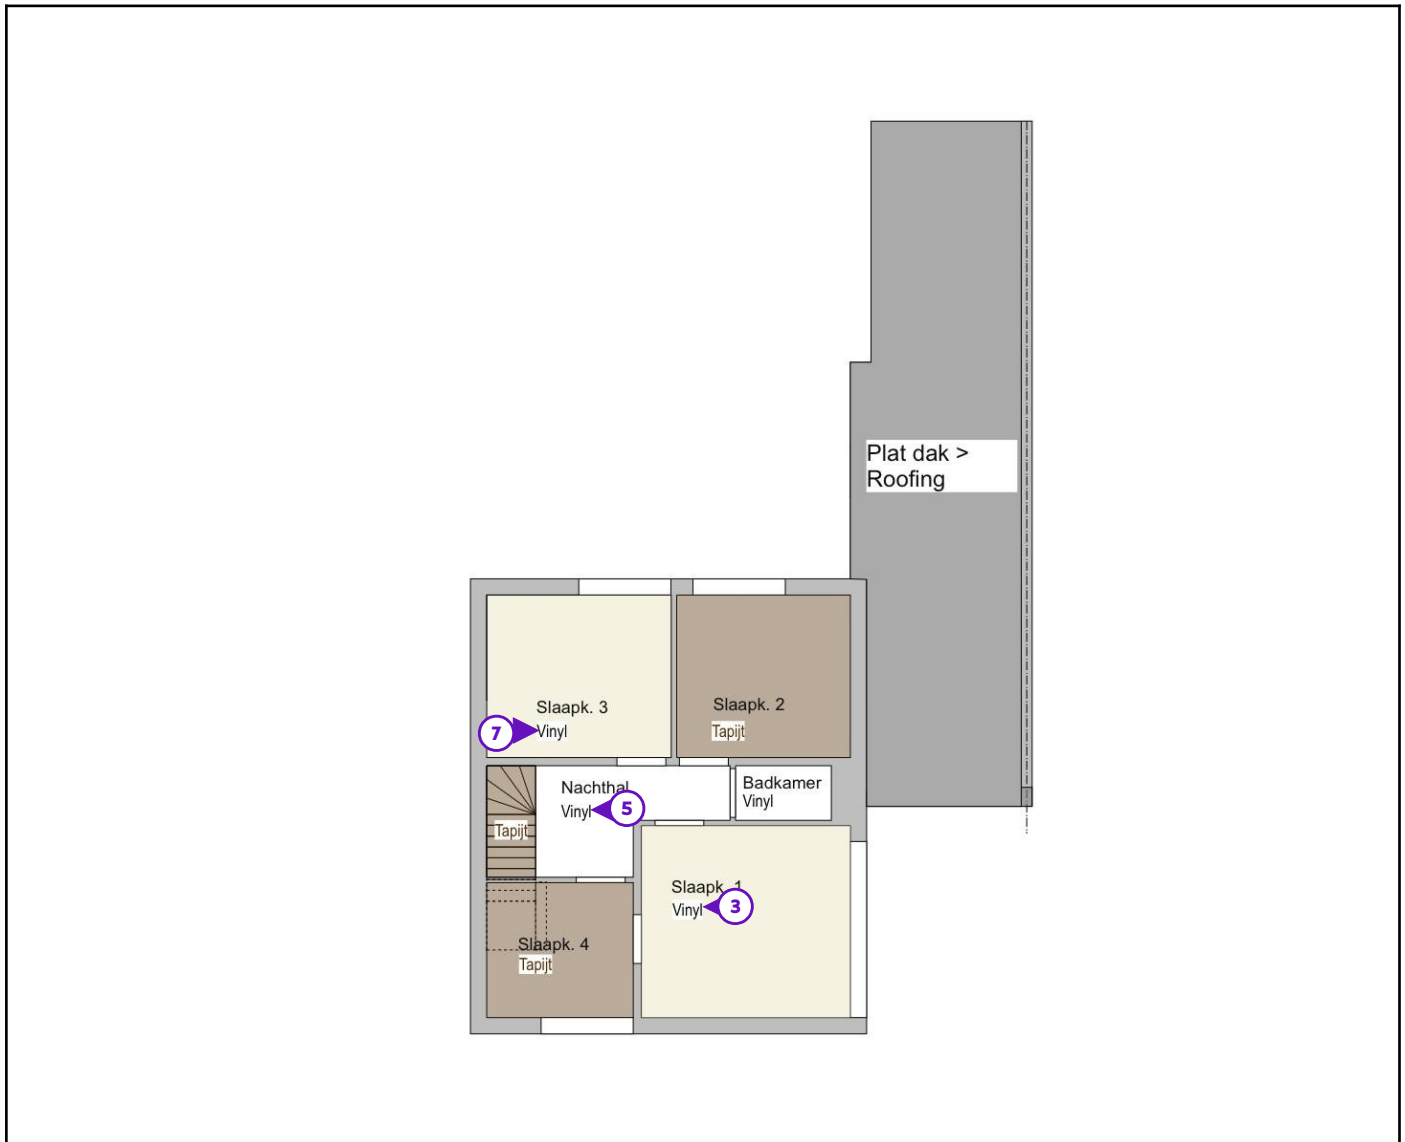 Plat dak >
Roofing
Slaapk. 3
7 Vinyl
Slaapk. 2
Tapijt
Nachthal
Vinyl 5
Badkamer
Vinyl
Tapijt
Slaapk. 1
Vinyl 3
Slaapk. 4
Tapijt